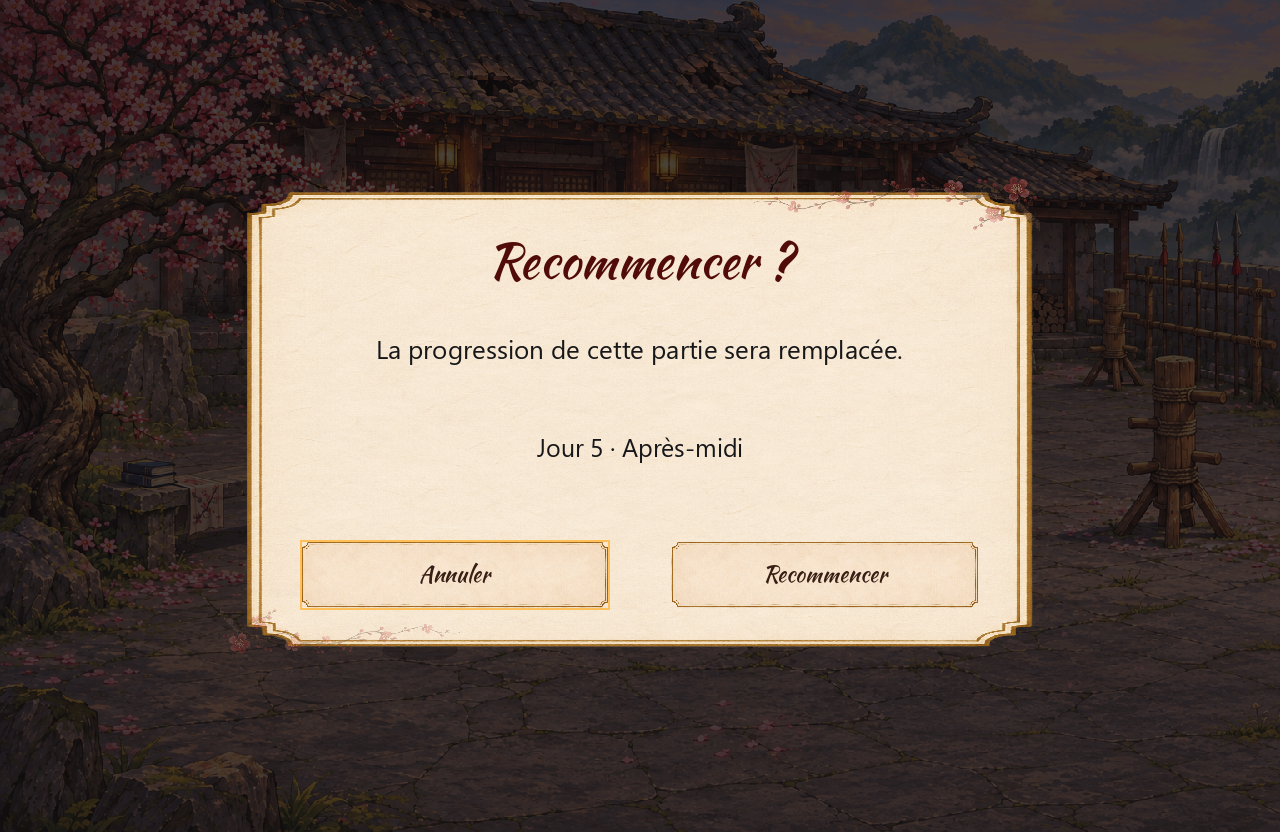 Recommencer ?
La progression de cette partie sera remplacée.
Jour 5 · Après-midi
Annuler
Recommencer